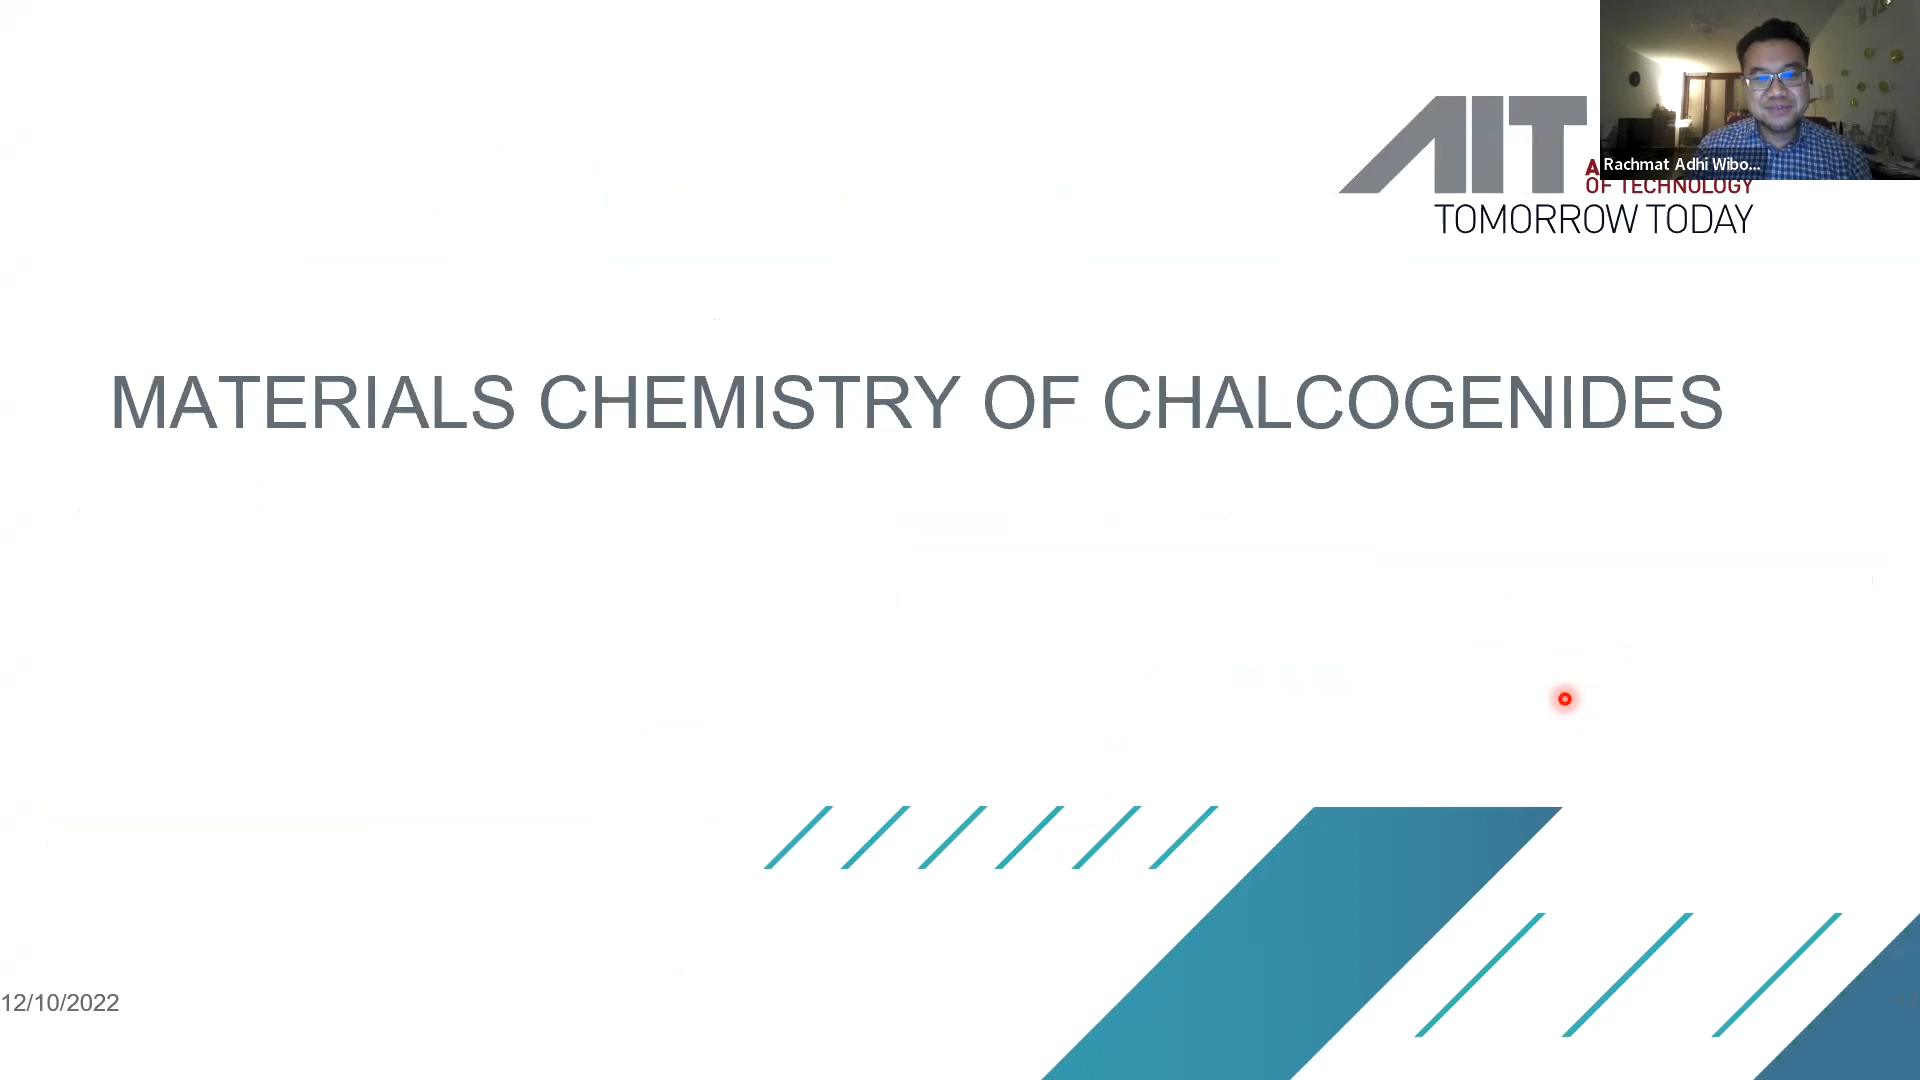 AIT
Rachmat Adhi Wibo...
OF TECHNOLOGY
TOMORROW TODAY
MATERIALS CHEMISTRY OF CHALCOGENIDES
12/10/2022